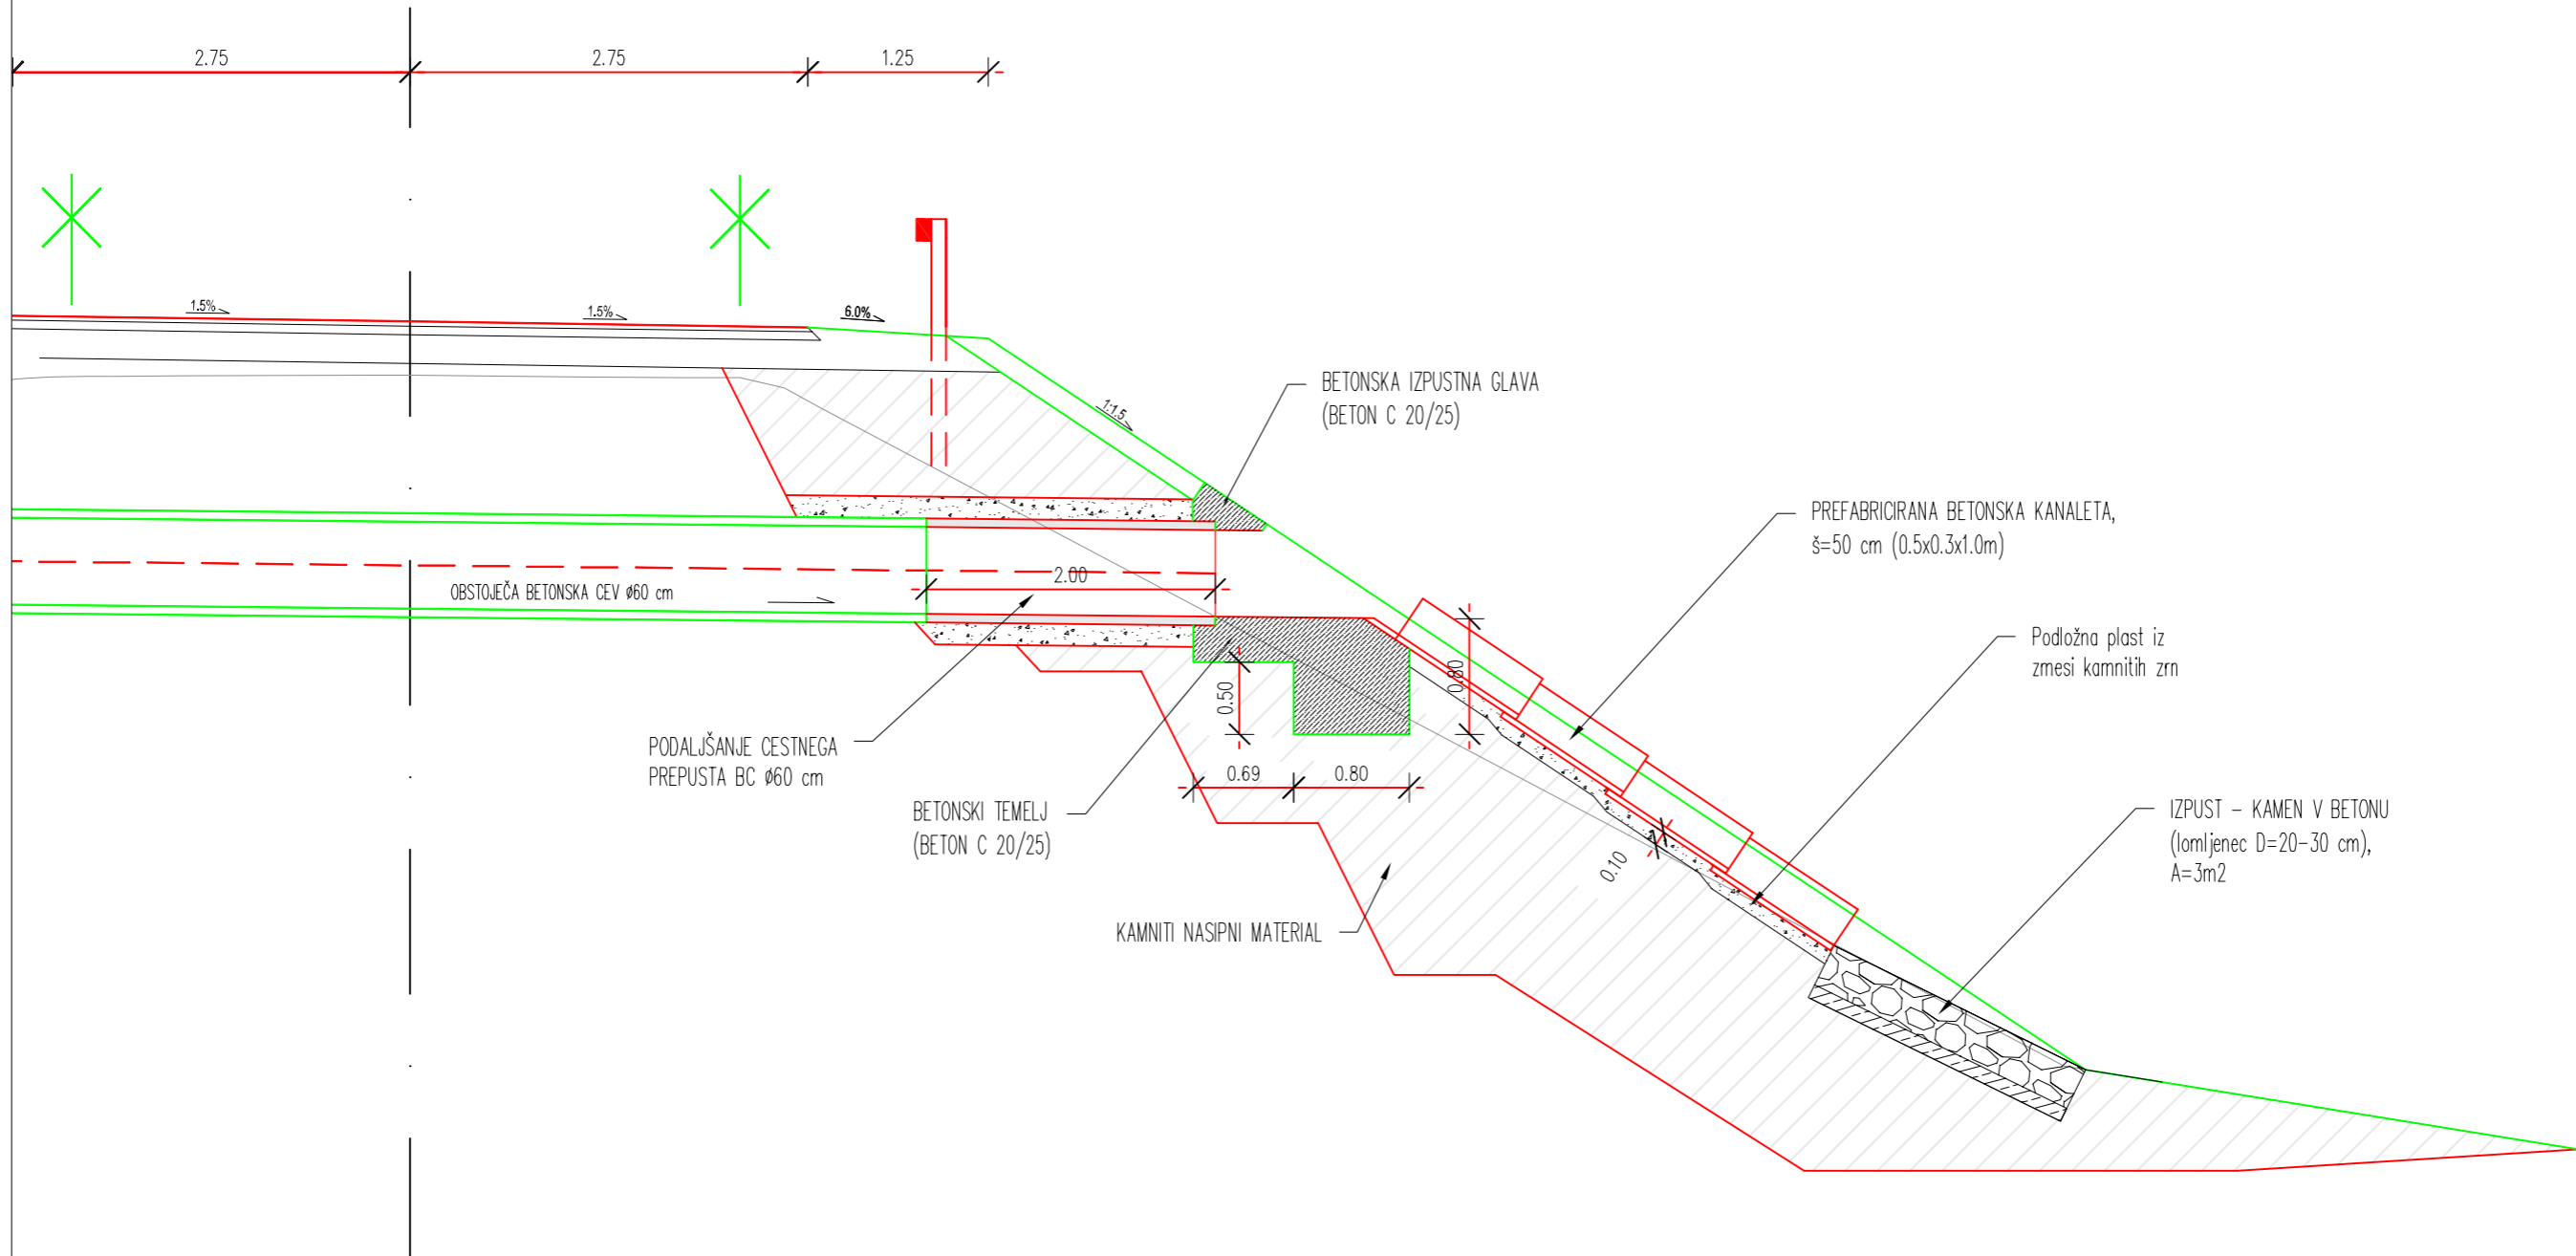 2.75
2.75
1.25
1.5%
1.5%
6.0%
1:1.5
BETONSKA IZPUSTNA GLAVA
(BETON C 20/25)
PREFABRICIRANA BETONSKA KANALETA,
š=50 cm (0.5x0.3x1.0m)
OBSTOJEČA BETONSKA CEV ø60 cm
2.00
Podložna plast iz
zmesi kamnitih zrn
0.80
0.50
PODALJŠANJE CESTNEGA
PREPUSTA BC ø60 cm
0.69
0.80
BETONSKI TEMELJ
(BETON C 20/25)
IZPUST - KAMEN V BETONU
(lomljenec D=20-30 cm),
A=3m2
0.10
KAMNITI NASIPNI MATERIAL